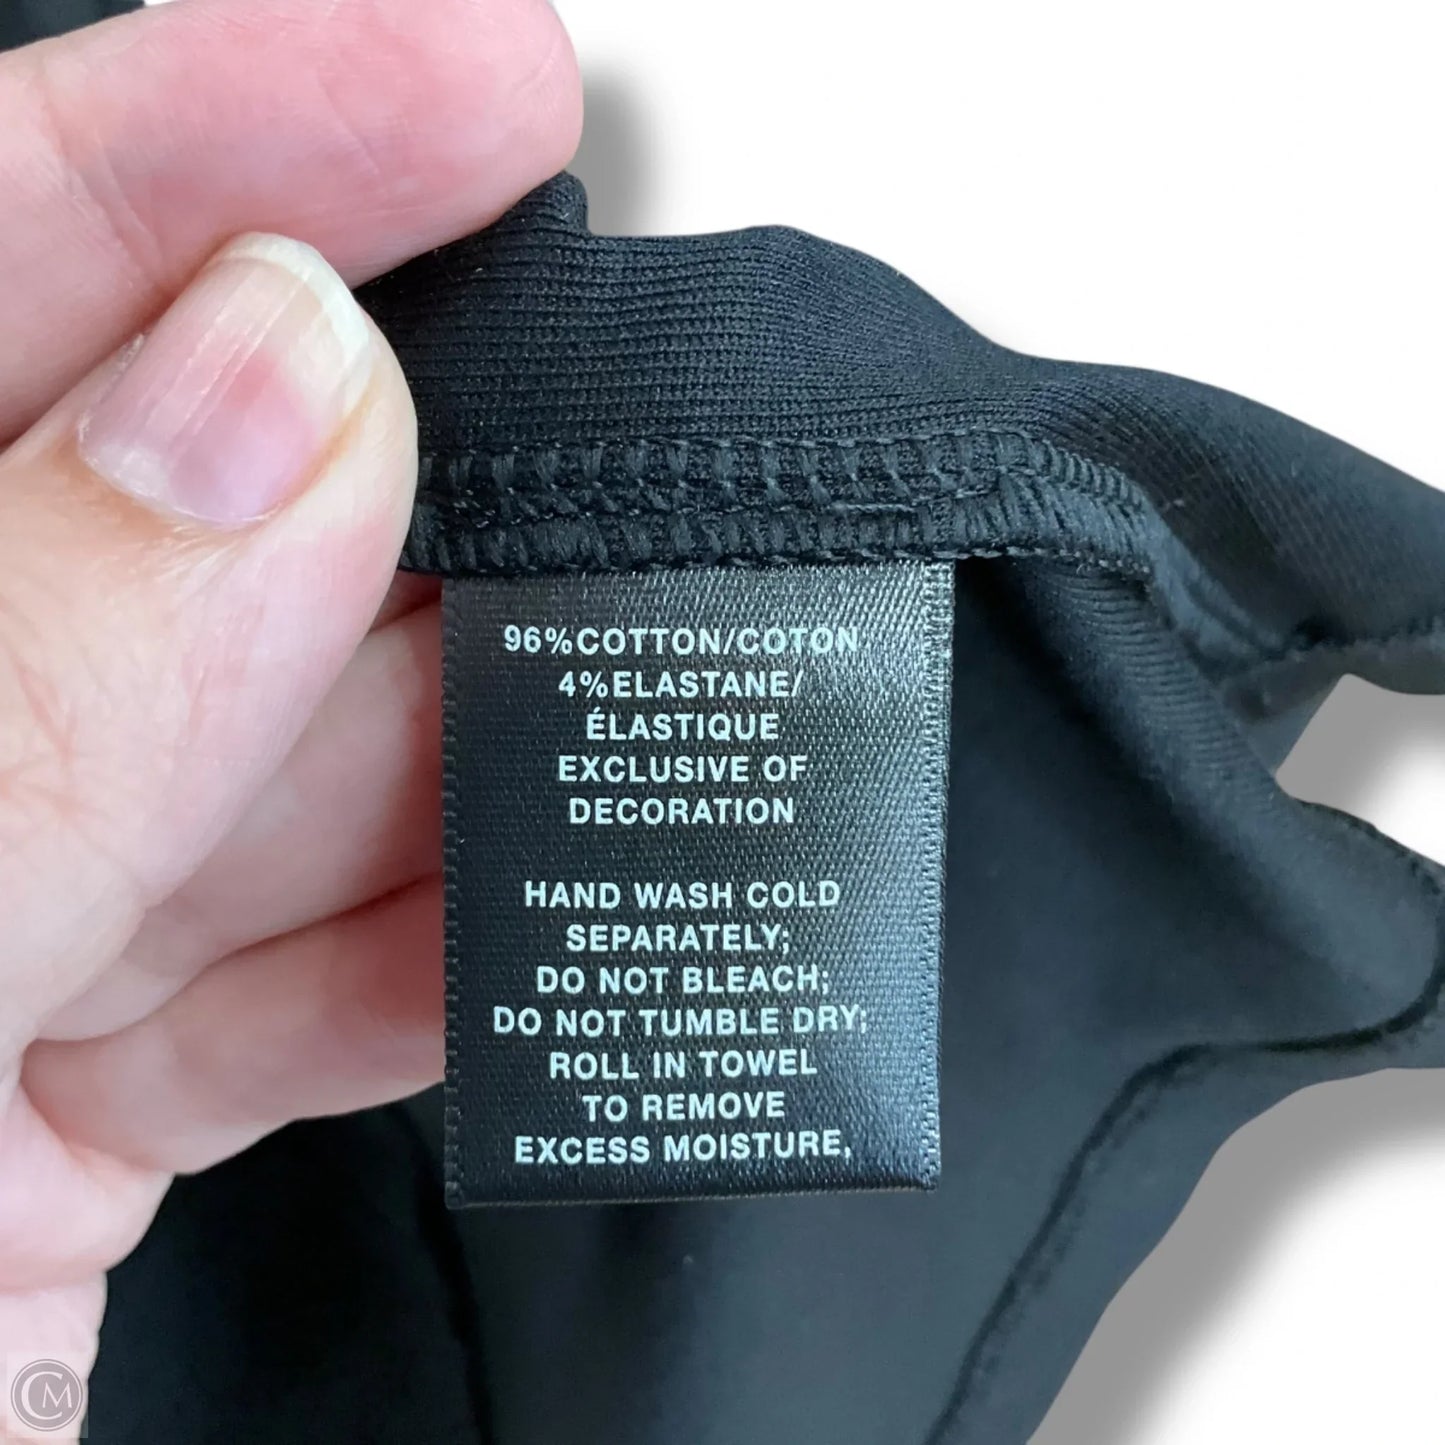 96%COTTON/COTON
4%ELASTANE/
ÉLASTIQUE
EXCLUSIVE OF
DECORATION
HAND WASH COLD
SEPARATELY;
DO NOT BLEACH;
DO NOT TUMBLE DRY;
ROLL IN TOWEL
TO REMOVE
EXCESS MOISTURE,
CM